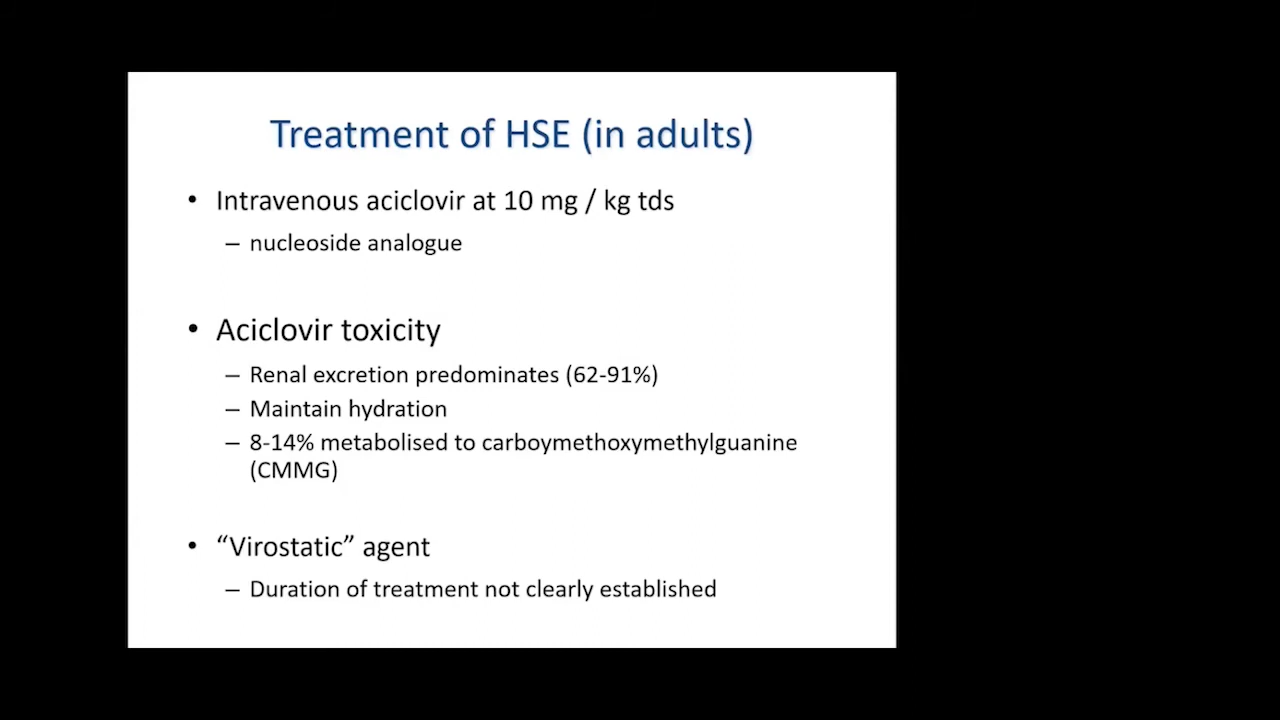 Treatment of HSE (in adults)
• Intravenous aciclovir at 10 mg / kg tds
– nucleoside analogue
• Aciclovir toxicity
– Renal excretion predominates (62-91%)
– Maintain hydration
– 8-14% metabolised to carboymethoxymethylguanine
(CMMG)
• “Virostatic” agent
– Duration of treatment not clearly established